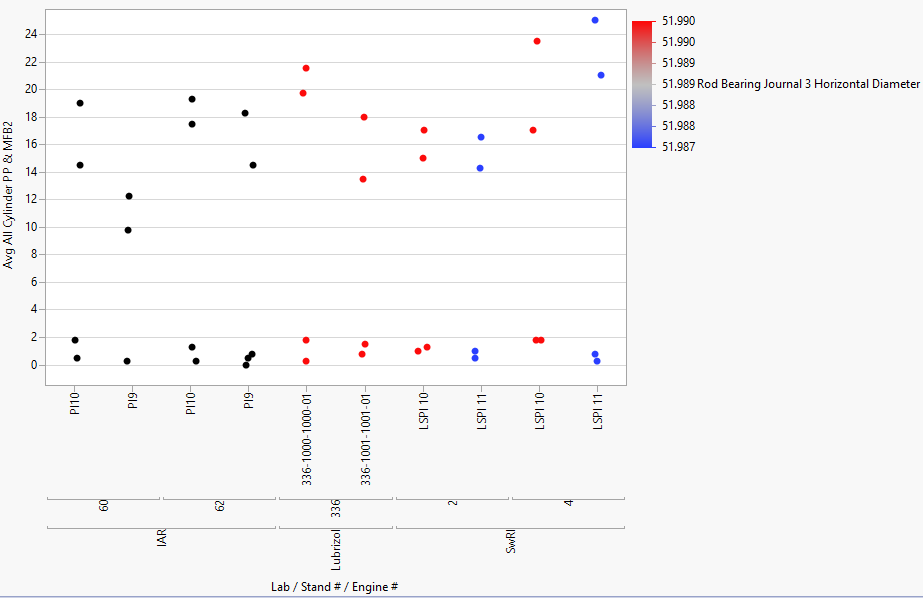 Avg All Cylinder PP & MFB2
24
22
20
18
16
14
12
10
8
6
4
2
0
51.990
51.990
51.989
51.989 Rod Bearing Journal 3 Horizontal Diameter
51.988
51.988
51.987
PI10
PI9
PI10
PI9
336-1000-1000-01
336-1001-1001-01
LSPI 10
LSPI 11
LSPI 10
LSPI 11
60
62
336
2
4
IAR
Lubrizol
SwRI
Lab / Stand # / Engine #